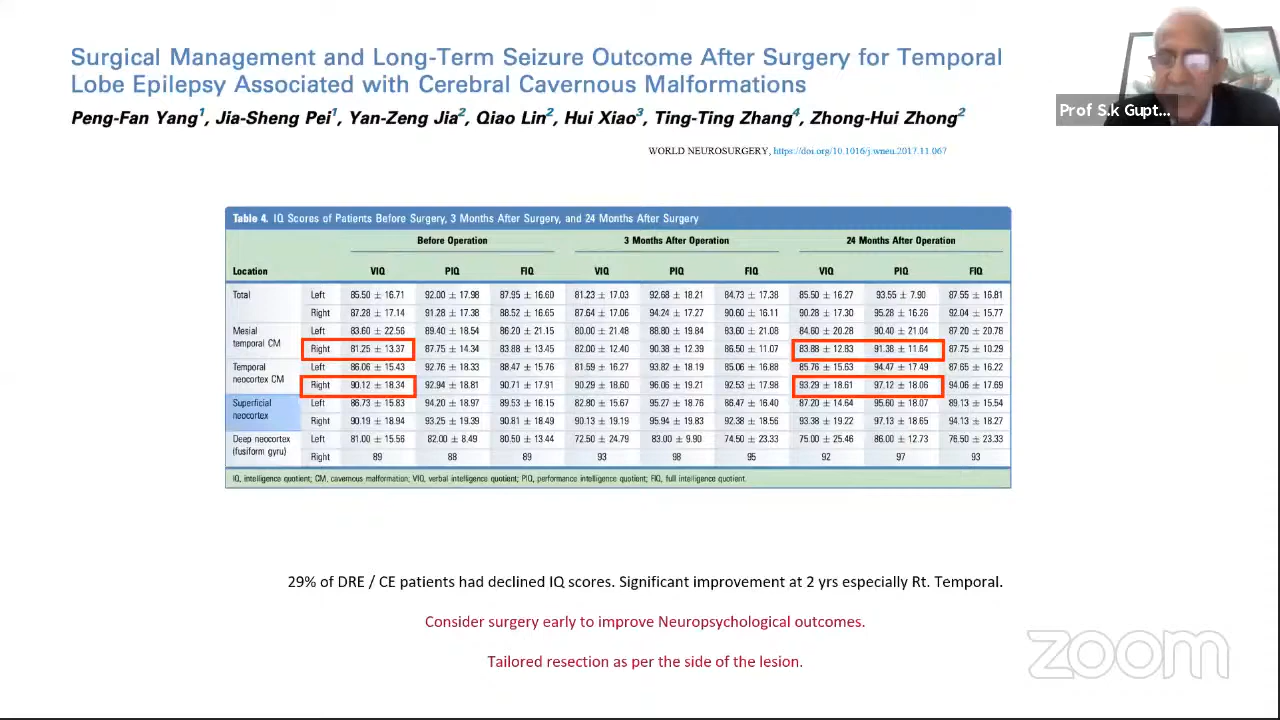 Surgical Management and Long-Term Seizure Outcome After Surgery for Temporal
Lobe Epilepsy Associated with Cerebral Cavernous Malformations
Peng-Fan Yang1, Jia-Sheng Pei1, Yan-Zeng Jia2, Qiao Lin2, Hui Xiao3, Ting-Ting Zhang4, Zhong-Hui Zhong2
Prof S.k Gupt...
WORLD NEUROSURGERY, https://doi.org/10.1016/j.wneu.2017.11.067
Table 4. IQ Scores of Patients Before Surgery, 3 Months After Surgery, and 24 Months After Surgery
Before Operation 3 Months After Operation 24 Months After Operation
Location VIQ PIQ FIQ VIQ PIQ FIQ VIQ PIQ FIQ
Total Left 85.50 ± 16.71 92.00 ± 17.98 87.95 ± 16.60 81.23 ± 17.03 92.68 ± 18.21 84.73 ± 17.38 85.50 ± 16.27 93.55 ± 7.90 87.55 ± 16.81
Right 87.28 ± 17.14 91.28 ± 17.38 88.52 ± 16.65 87.64 ± 17.06 94.24 ± 17.27 90.60 ± 16.11 90.28 ± 17.30 95.28 ± 16.26 92.04 ± 15.77
Mesial temporal CM Left 83.60 ± 22.56 89.40 ± 18.54 86.20 ± 21.15 80.00 ± 21.48 88.80 ± 19.84 83.60 ± 21.08 84.60 ± 20.28 90.40 ± 21.04 87.20 ± 20.78
Right 81.25 ± 13.37 87.75 ± 14.34 83.88 ± 13.45 82.00 ± 12.40 90.38 ± 12.39 86.50 ± 11.07 83.88 ± 12.83 91.38 ± 11.64 87.75 ± 10.29
Temporal neocortex CM Left 86.06 ± 15.43 92.76 ± 18.33 88.47 ± 15.76 81.59 ± 16.27 93.82 ± 18.19 85.06 ± 16.88 85.76 ± 15.63 94.47 ± 17.49 87.65 ± 16.22
Right 90.12 ± 18.34 92.94 ± 18.81 90.71 ± 17.91 90.29 ± 18.60 96.06 ± 19.21 92.53 ± 17.98 93.29 ± 18.61 97.12 ± 18.06 94.06 ± 17.69
Superficial neocortex Left 86.73 ± 15.83 94.20 ± 18.97 89.53 ± 16.15 82.80 ± 15.67 95.27 ± 18.76 86.47 ± 16.40 87.20 ± 14.64 95.60 ± 18.07 89.13 ± 15.54
Right 90.19 ± 18.94 93.25 ± 19.39 90.81 ± 18.49 90.13 ± 19.19 95.94 ± 19.83 92.38 ± 18.56 93.38 ± 19.22 97.13 ± 18.65 94.13 ± 18.27
Deep neocortex (fusiform gyru) Left 81.00 ± 15.56 82.00 ± 8.49 80.50 ± 13.44 72.50 ± 24.79 83.00 ± 9.90 74.50 ± 23.33 75.00 ± 25.46 86.00 ± 12.73 76.50 ± 23.33
Right 89 88 89 93 98 95 92 97 93
IQ, intelligence quotient; CM, cavernous malformation; VIQ, verbal intelligence quotient; PIQ, performance intelligence quotient; FIQ, full intelligence quotient.
29% of DRE / CE patients had declined IQ scores. Significant improvement at 2 yrs especially Rt. Temporal.
Consider surgery early to improve Neuropsychological outcomes.
Tailored resection as per the side of the lesion.
zoom